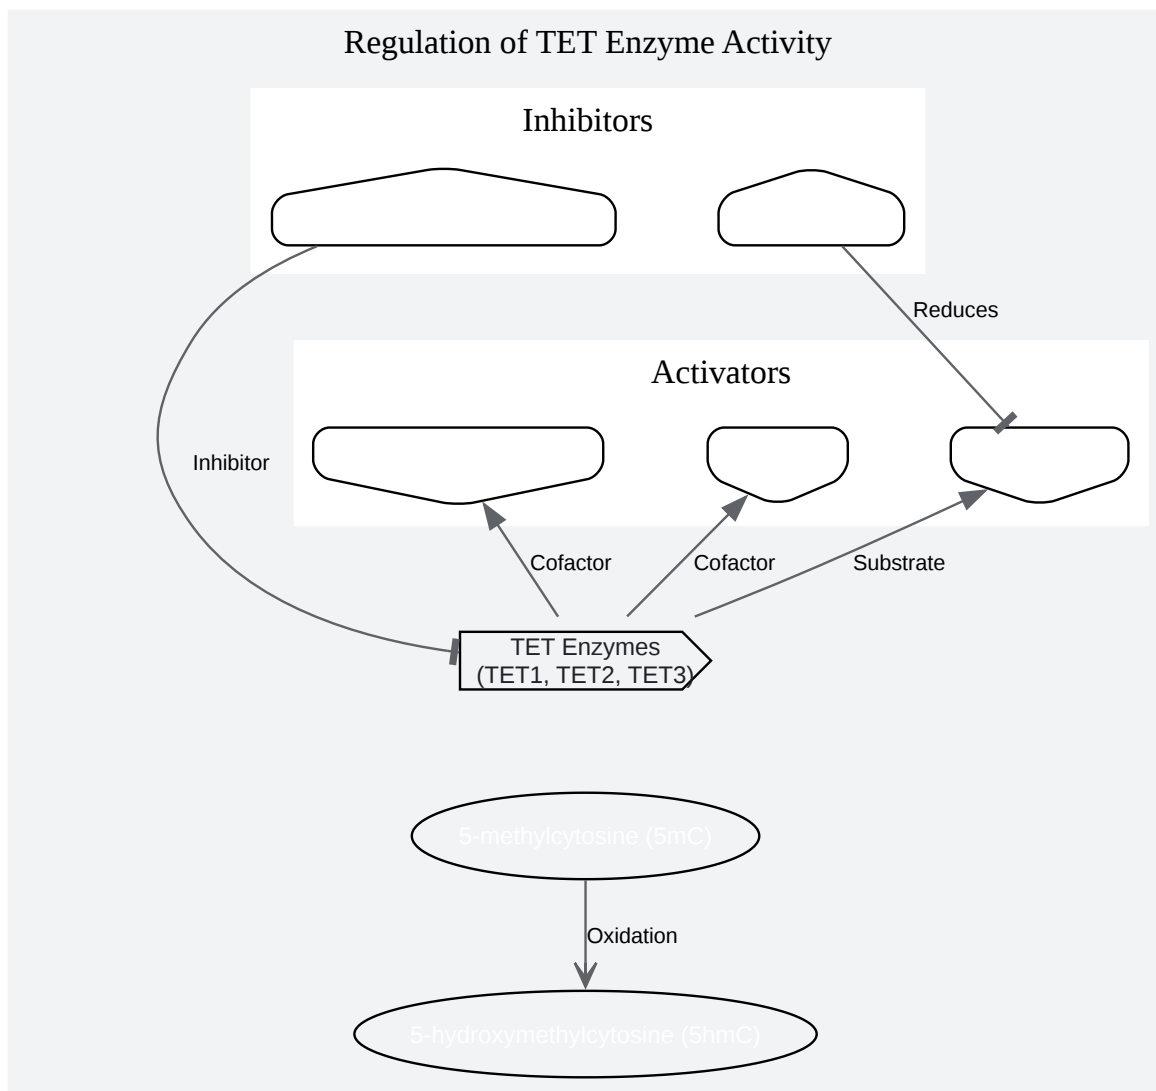 Regulation of TET Enzyme Activity
Inhibitors
Reduces
Activators
Inhibitor
Cofactor
Cofactor
Substrate
TET Enzymes
(TET1, TET2, TET3)
5-methylcytosine (5mC)
Oxidation
5-hydroxymethylcytosine (5hmC)